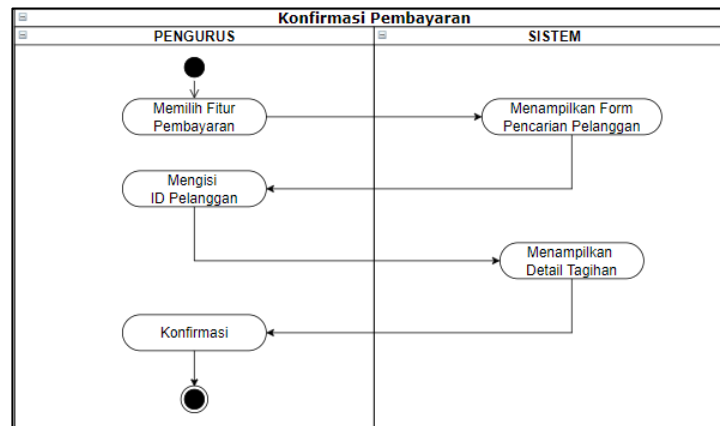 Konfirmasi Pembayaran
PENGURUS
SISTEM
Memilih Fitur
Pembayaran
Menampilkan Form
Pencarian Pelanggan
Mengisi
ID Pelanggan
Menampilkan
Detail Tagihan
Konfirmasi